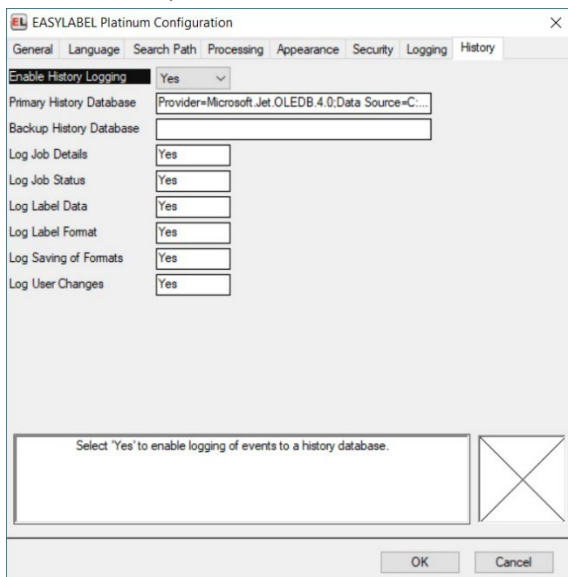 EL EASYLABEL Platinum Configuration
General Language Search Path Processing Appearance Security Logging History
Enable History Logging Yes
Primary History Database Provider=Microsoft.Jet.OLEDB.4.0;Data Source=C:...
Backup History Database
Log Job Details Yes
Log Job Status Yes
Log Label Data Yes
Log Label Format Yes
Log Saving of Formats Yes
Log User Changes Yes
Select 'Yes' to enable logging of events to a history database.
OK Cancel